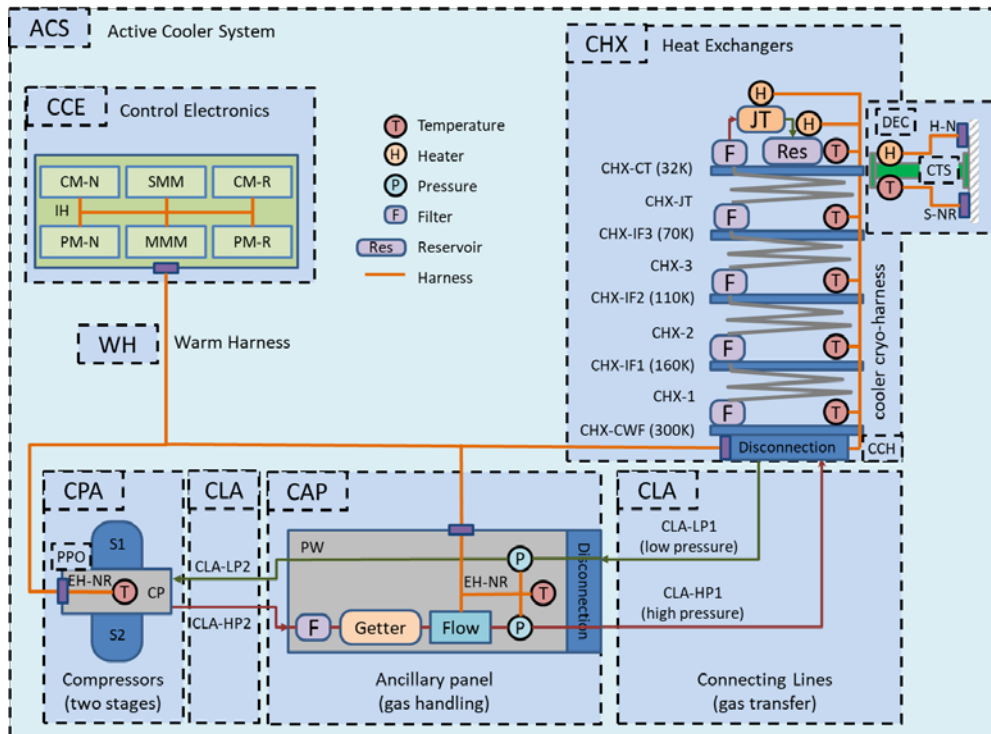 ACS
Active Cooler System
CCE
Control Electronics
CM-N
SMM
CM-R
IH
PM-N
MMM
PM-R
T
Temperature
H
Heater
P
Pressure
F
Filter
Res
Reservoir
Harness
WH
Warm Harness
CHX
Heat Exchangers
H
JT
H
F
Res
T
CHX-CT (32K)
CHX-JT
F
T
CHX-IF3 (70K)
CHX-3
F
T
CHX-IF2 (110K)
CHX-2
F
T
CHX-IF1 (160K)
CHX-1
F
T
CHX-CWF (300K)
Disconnection
CCH
cooler cryo-harness
DEC
H-N
H
CTS
T
S-NR
CPA
S1
PPO
EH-NR
T
CP
S2
Compressors
(two stages)
CLA
CLA-LP2
CLA-HP2
CAP
PW
P
EH-NR
T
F
Getter
Flow
P
Disconnection
Ancillary panel
(gas handling)
CLA
CLA-LP1
(low pressure)
CLA-HP1
(high pressure)
Connecting Lines
(gas transfer)